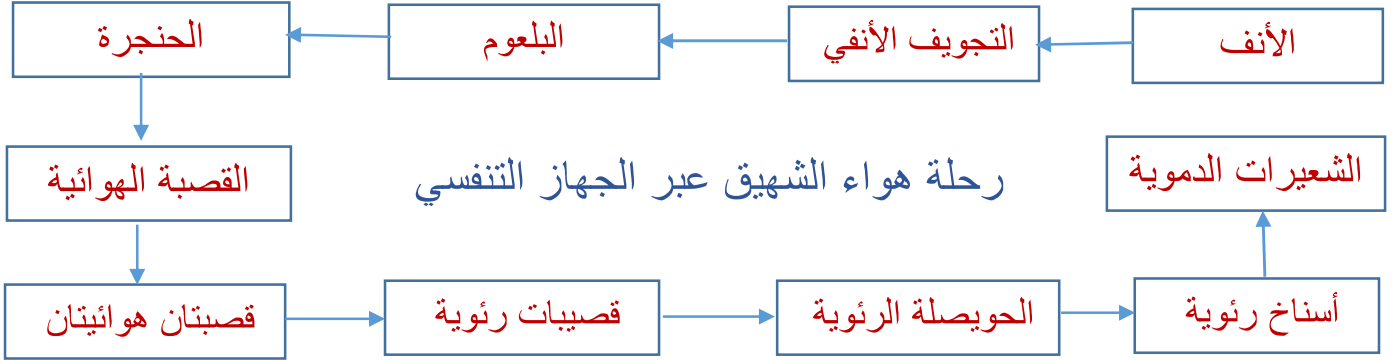 الأنف
التجويف الأنفي
البلعوم
الحنجرة
القصبة الهوائية
رحلة هواء الشهيق عبر الجهاز التنفسي
الشعيرات الدموية
قصبتان هوائيتان
قصيبات رئوية
الحويصلة الرئوية
أسناخ رئوية